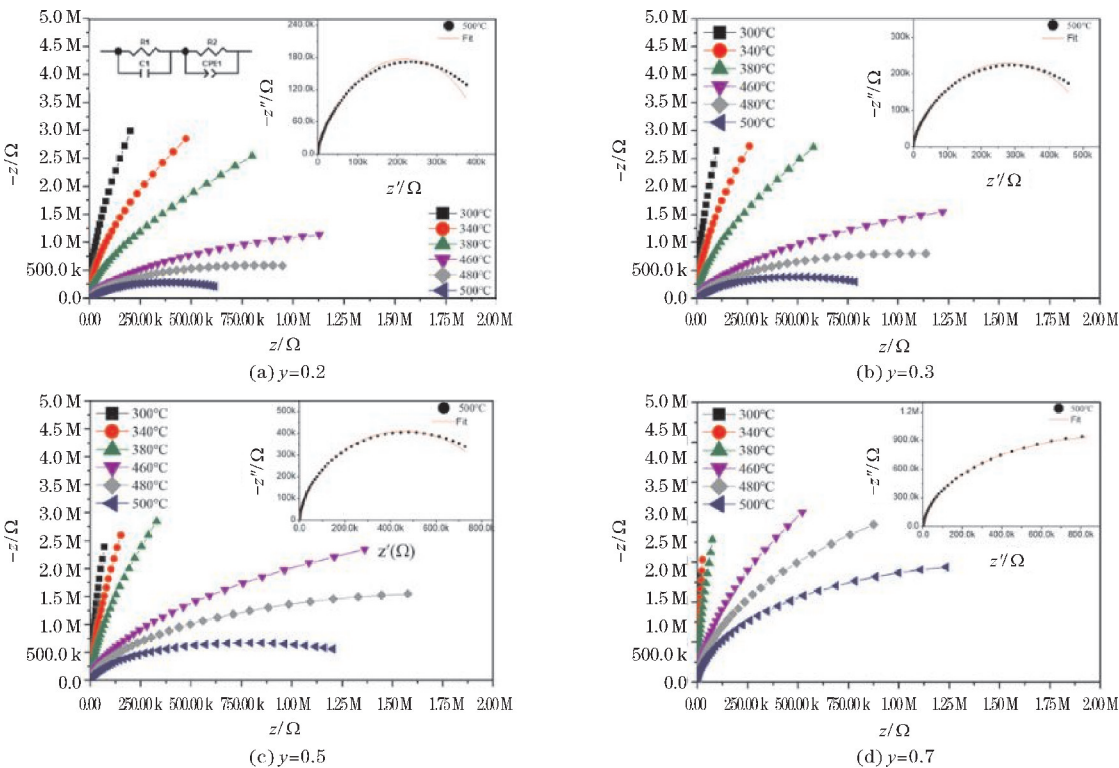 5.0 M
4.5 M
4.0 M
3.5 M
3.0 M
2.5 M
2.0 M
1.5 M
1.0 M
500.0 k
0.0
-z/Ω
R1
R2
C1
CPE1
240.0k
180.0k
120.0k
60.0k
0
-z″/Ω
500°C
Fit
0
100k
200k
300k
400k
z′/Ω
300°C
340°C
380°C
460°C
480°C
500°C
0.00
250.00 k
500.00 k
750.00 k
1.00 M
1.25 M
1.50 M
1.75 M
2.00 M
z/Ω
(a) y=0.2
5.0 M
4.5 M
4.0 M
3.5 M
3.0 M
2.5 M
2.0 M
1.5 M
1.0 M
500.0 k
0.0
-z/Ω
300°C
340°C
380°C
460°C
480°C
500°C
300k
200k
100k
0
-z″/Ω
500°C
Fit
0
100k
200k
300k
400k
500k
z′/Ω
0.00
250.00 k
500.00 k
750.00 k
1.00 M
1.25 M
1.50 M
1.75 M
2.00 M
z/Ω
(b) y=0.3
5.0 M
4.5 M
4.0 M
3.5 M
3.0 M
2.5 M
2.0 M
1.5 M
1.0 M
500.0 k
0.0
-z/Ω
300°C
340°C
380°C
460°C
480°C
500°C
500k
400k
300k
200k
100k
0
-z″/Ω
500°C
Fit
0.0
200.0k
400.0k
600.0k
800.0k
z′(Ω)
0.00
250.00 k
500.00 k
750.00 k
1.00 M
1.25 M
1.50 M
1.75 M
2.00 M
z/Ω
(c) y=0.5
5.0 M
4.5 M
4.0 M
3.5 M
3.0 M
2.5 M
2.0 M
1.5 M
1.0 M
500.0 k
0.0
-z/Ω
300°C
340°C
380°C
460°C
480°C
500°C
1.2M
900.0k
600.0k
300.0k
0.0
-z″/Ω
500°C
Fit
0.0
200.0k
400.0k
600.0k
800.0k
z′/Ω
0.00
250.00 k
500.00 k
750.00 k
1.00 M
1.25 M
1.50 M
1.75 M
2.00 M
z/Ω
(d) y=0.7